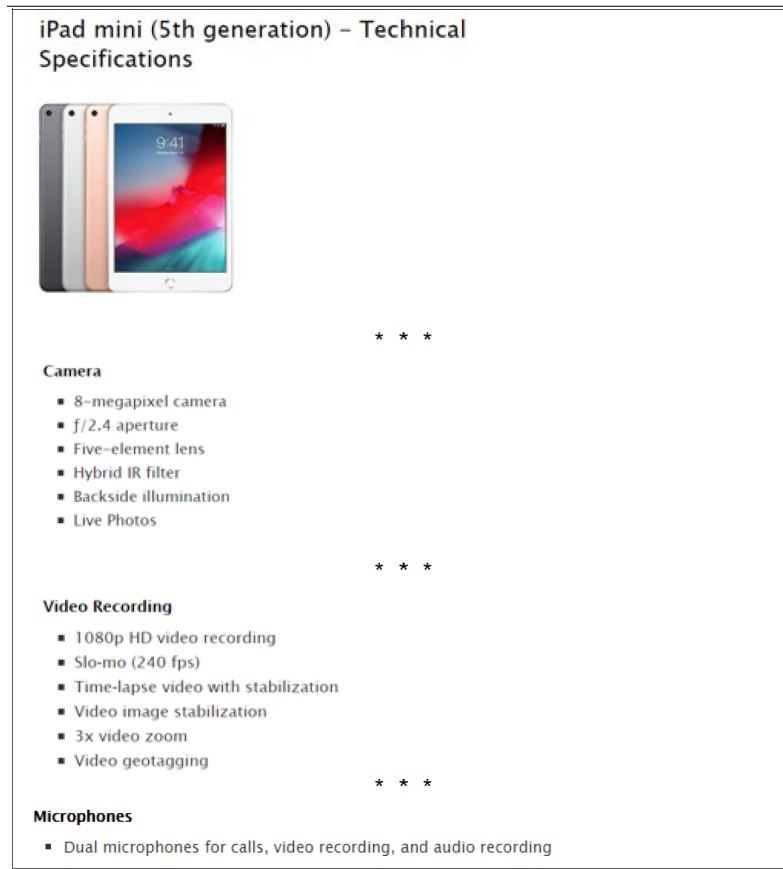 iPad mini (5th generation) – Technical
Specifications
9:41
* * *
Camera
▪ 8-megapixel camera
▪ ƒ/2.4 aperture
▪ Five-element lens
▪ Hybrid IR filter
▪ Backside illumination
▪ Live Photos
* * *
Video Recording
▪ 1080p HD video recording
▪ Slo-mo (240 fps)
▪ Time-lapse video with stabilization
▪ Video image stabilization
▪ 3x video zoom
▪ Video geotagging
* * *
Microphones
▪ Dual microphones for calls, video recording, and audio recording